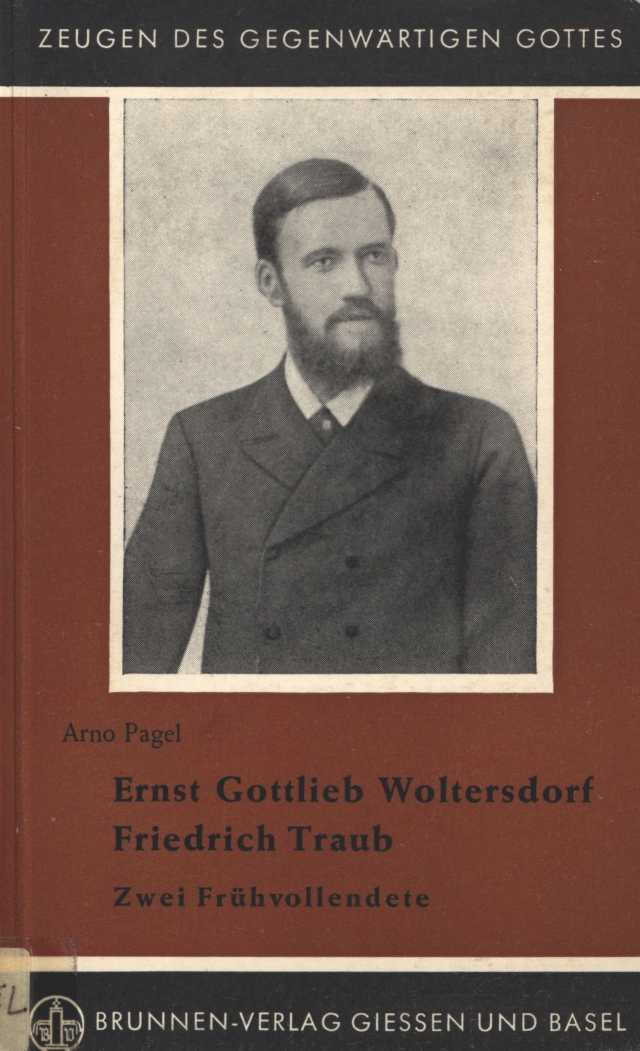 ZEUGEN DES GEGENWÄRTIGEN GOTTES
Arno Pagel
Ernst Gottlieb Woltersdorf
Friedrich Traub
Zwei Frühvollendete
BRUNNEN-VERLAG GIESSEN UND BASEL